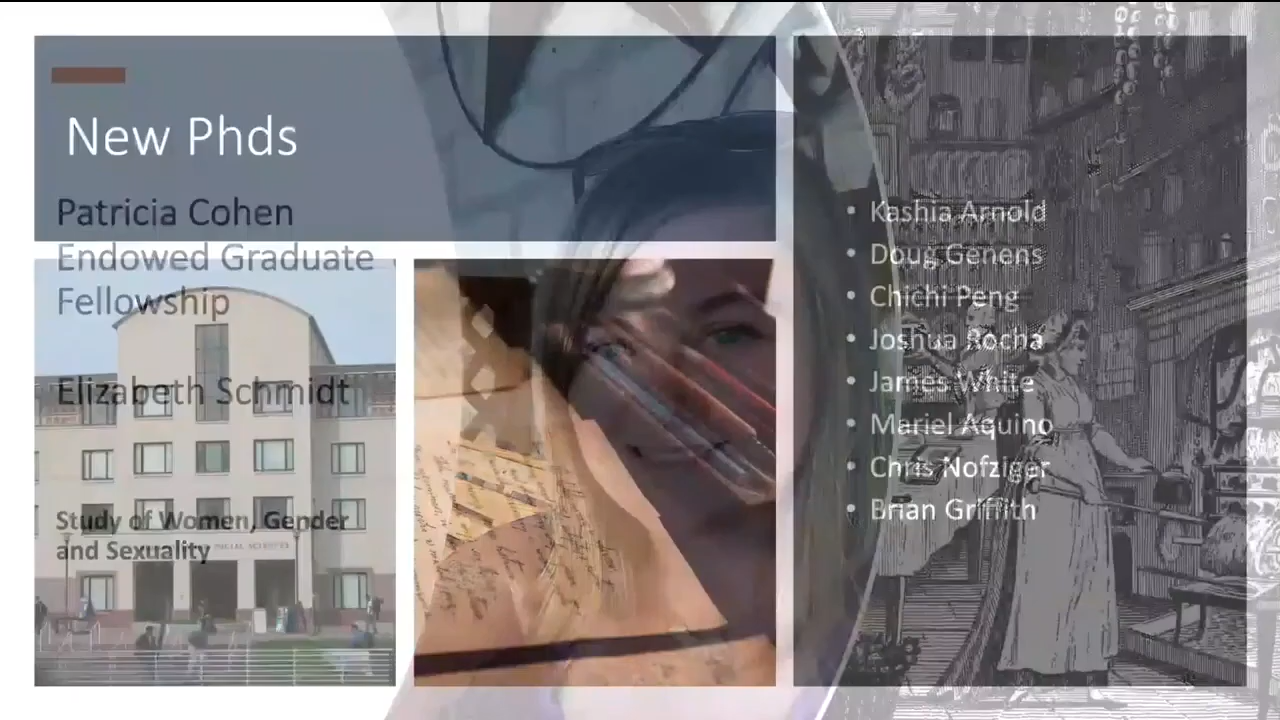 New Phds
Patricia Cohen
Endowed Graduate
Fellowship
Elizabeth Schmidt
Study of Women, Gender
and Sexuality
• Kashia Arnold
• Doug Genens
• Chichi Peng
• Joshua Rocha
• James White
• Mariel Aquino
• Chris Nofziger
• Brian Griffith